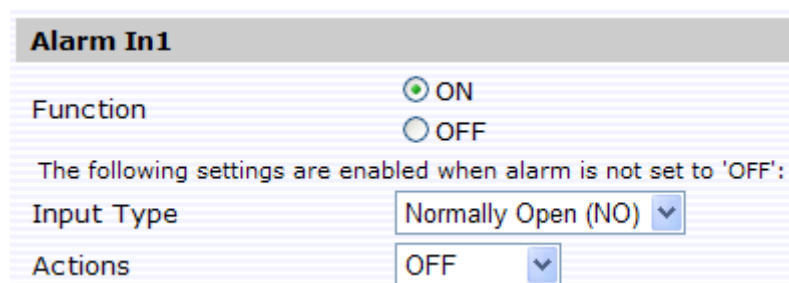 Alarm In1
Function
ON
OFF
The following settings are enabled when alarm is not set to 'OFF':
Input Type Normally Open (NO)
Actions OFF